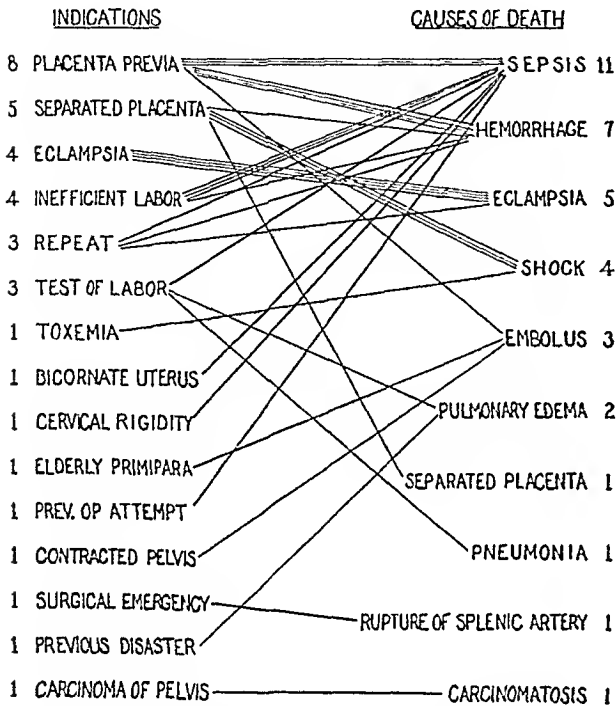 INDICATIONS CAUSES OF DEATH
8 PLACENTA PREVIA SEPSIS 11
5 SEPARATED PLACENTA HEMORRHAGE 7
4 ECLAMPSIA
4 INEFFICIENT LABOR ECLAMPSIA 5
3 REPEAT SHOCK 4
3 TEST OF LABOR
1 TOXEMIA EMBOLUS 3
1 BICORNATE UTERUS
1 CERVICAL RIGIDITY PULMONARY EDEMA 2
1 ELDERLY PRIMIPARA SEPARATED PLACENTA 1
1 PREV. OP ATTEMPT
1 CONTRACTED PELVIS PNEUMONIA 1
1 SURGICAL EMERGENCY RUPTURE OF SPLENIC ARTERY 1
1 PREVIOUS DISASTER
1 CARCINOMA OF PELVIS CARCINOMATOSIS 1